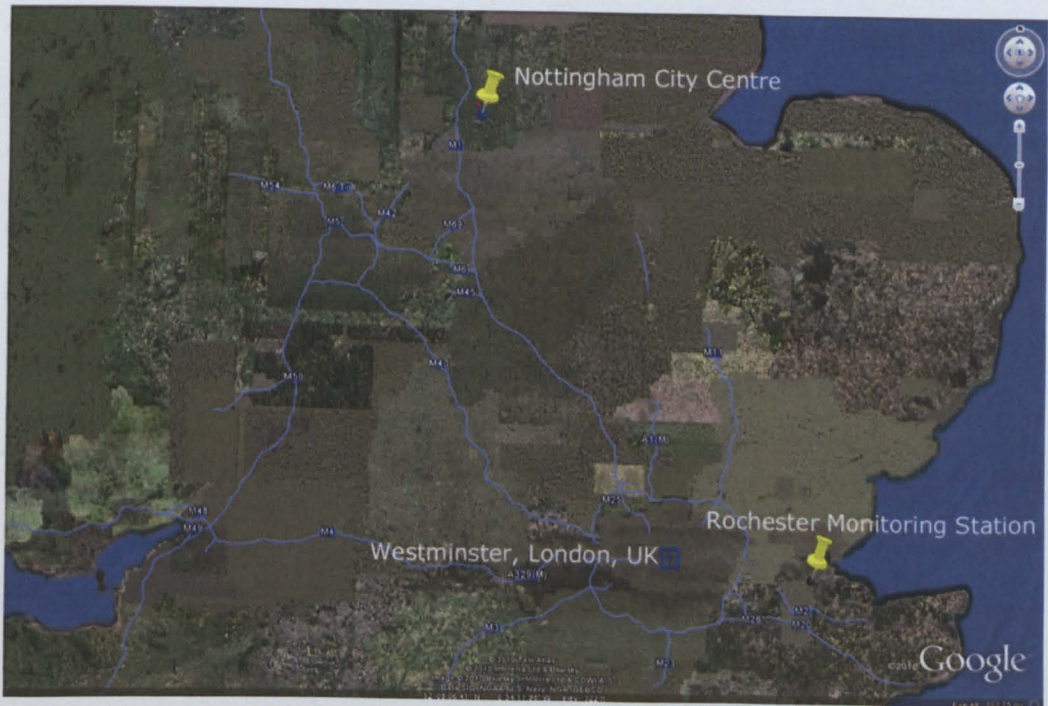 Nottingham City Centre
M1
M54
M6 Toll
M42
M5
M69
M6
M45
M11
M50
M40
A1(M)
M25
Rochester Monitoring Station
M48
M49
M4
Westminster, London, UK
A329(M)
M3
M2
M26
M20
M23
©2010 Google